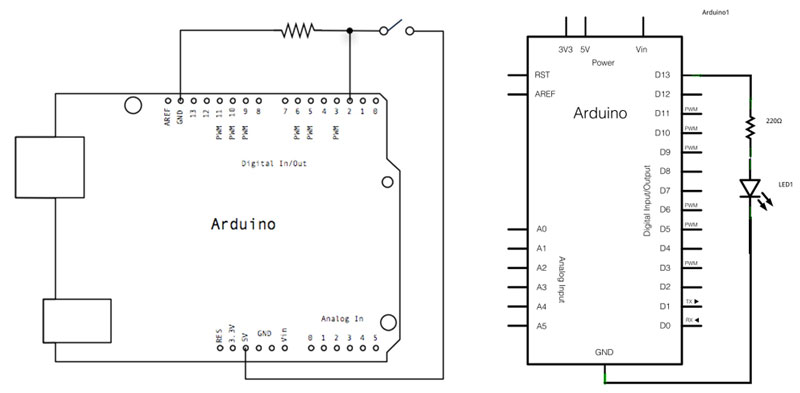 AREF GND 13 12 11 10 9 8 7 6 5 4 3 2 1 0
PWM PWM PWM PWM PWM PWM
Digital In/Out
Arduino
Analog In
RES 3.3V 5V GND Vin 0 1 2 3 4 5
Arduino1
3V3 5V Vin
Power
RST D13
AREF D12
Arduino
D11 PWM
D10 PWM
D9 PWM
D8
D7
D6 PWM
A0 D5 PWM
A1 D4
A2 D3 PWM
A3 D2
A4 D1 TX
A5 D0 RX
Digital Input/Output
Analog Input
GND
220Ω
LED1